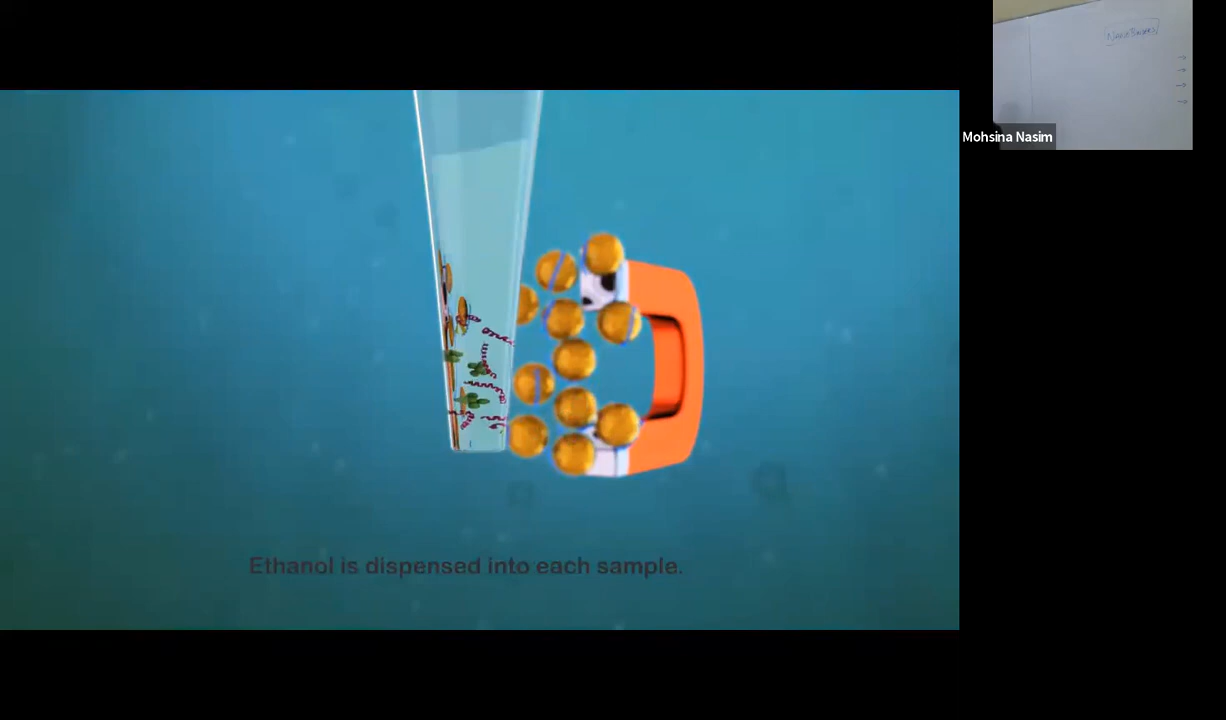 Ethanol is dispensed into each sample.
Mohsina Nasim